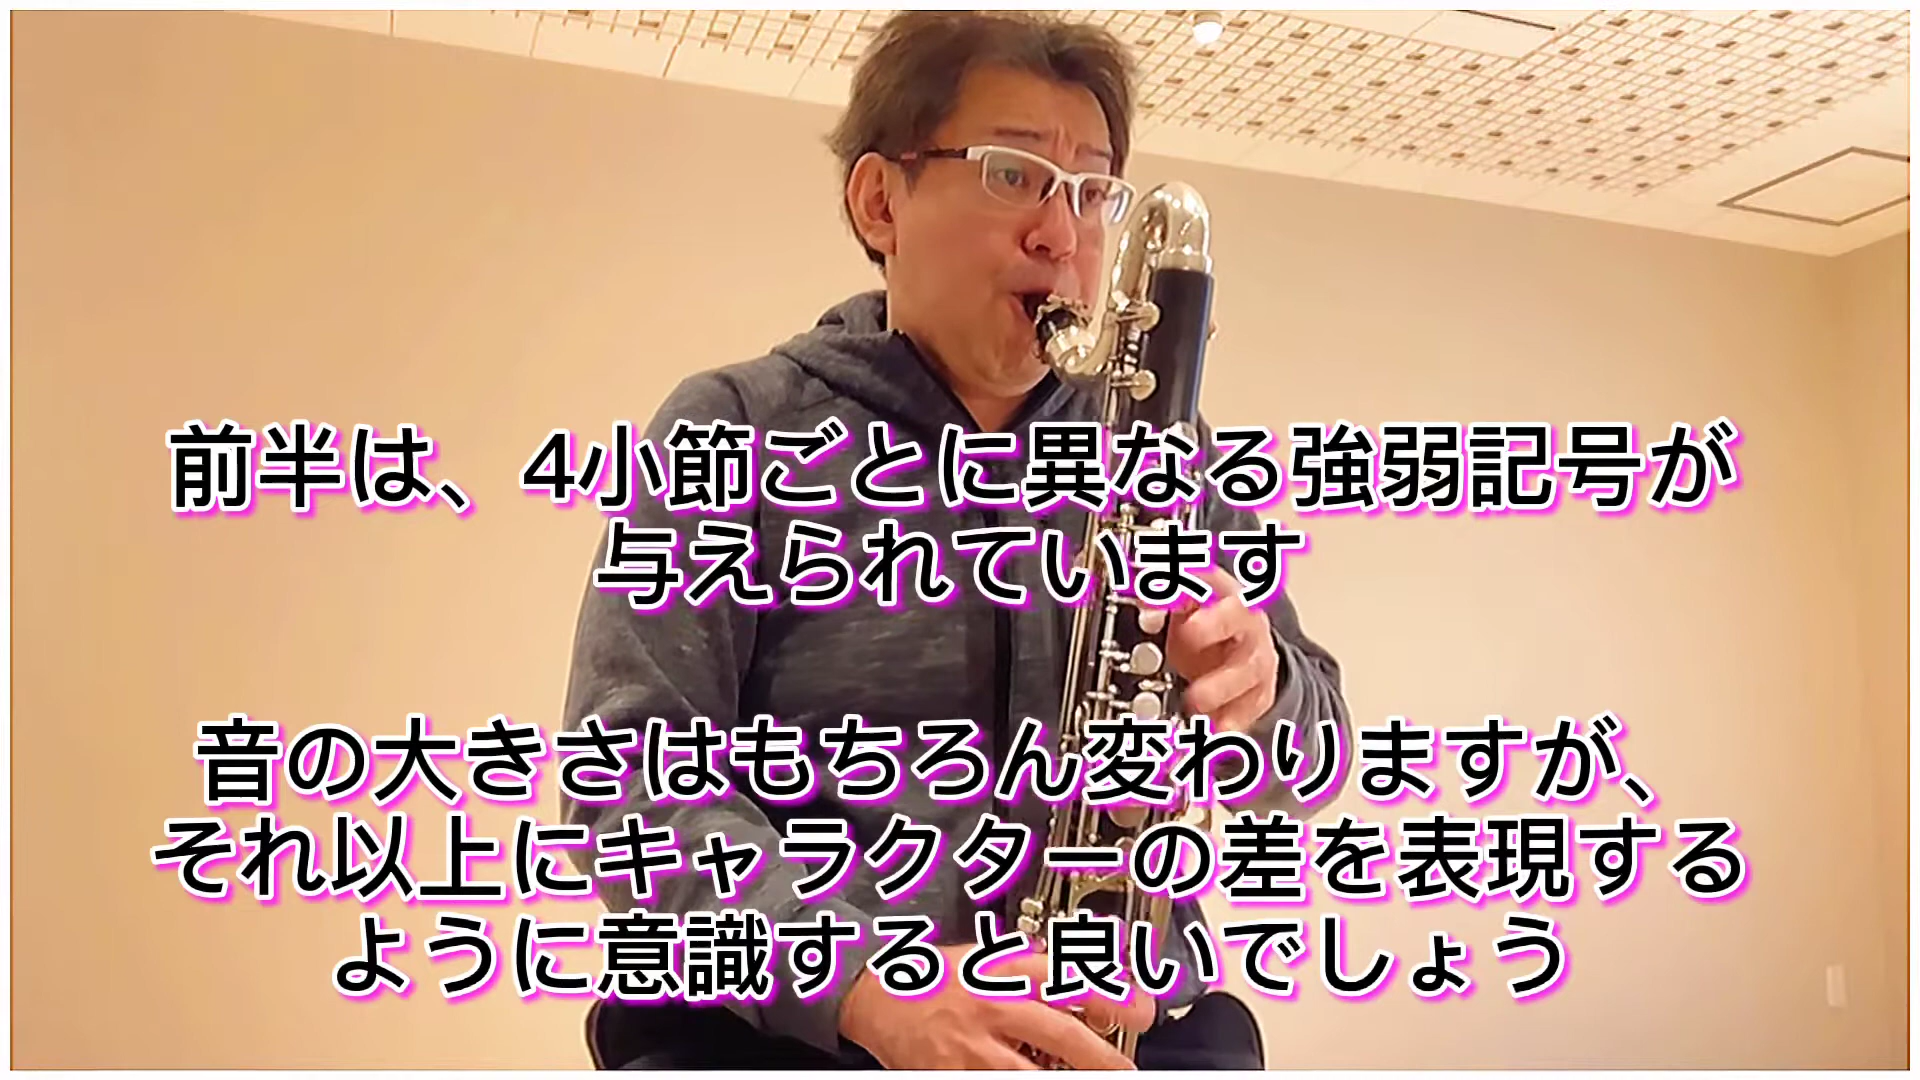 前半は、4小節ごとに異なる強弱記号が
与えられています
音の大きさはもちろん変わりますが、
それ以上にキャラクターの差を表現する
ように意識すると良いでしょう